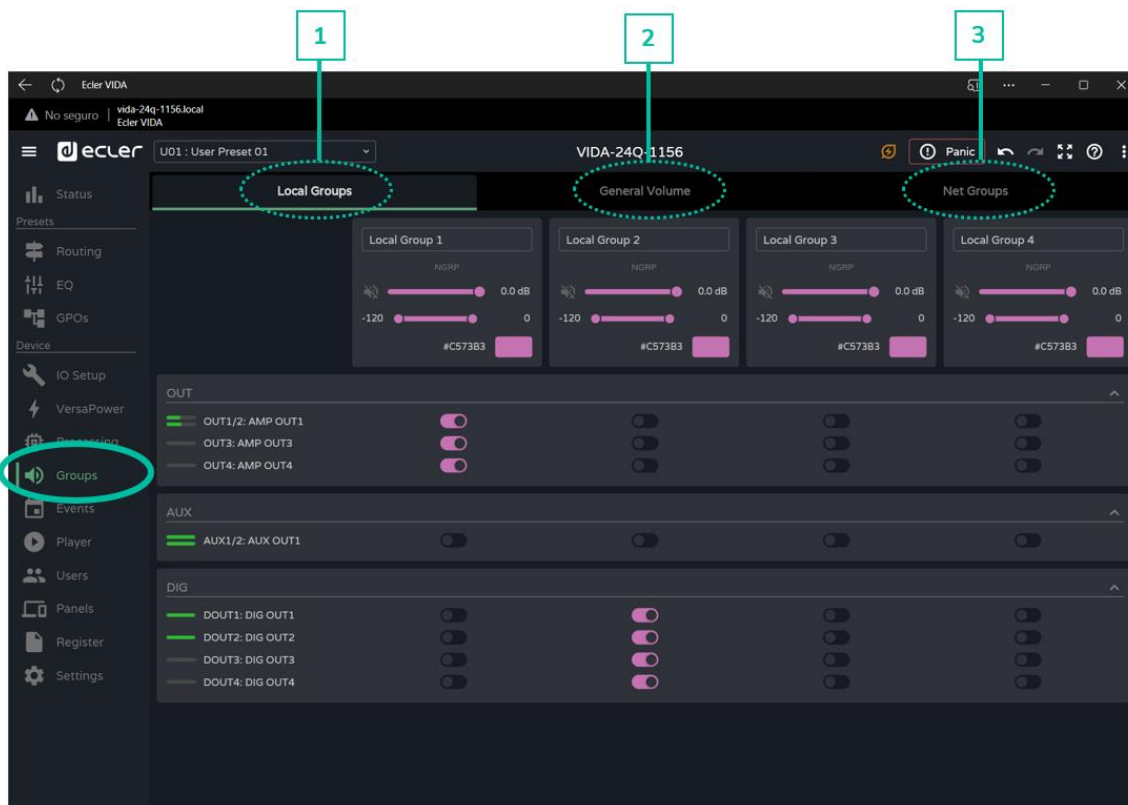 1 2 3
Ecler VIDA
No seguro vida-24q-1156.local
Ecler VIDA
ecler U01 : User Preset 01 VIDA-24Q-1156 Panic
Status
Local Groups General Volume Net Groups
Presets
Routing
EQ
GPOs
Device
IO Setup
VersaPower
Processing
Groups
Events
Player
Users
Panels
Register
Settings
Local Group 1 Local Group 2 Local Group 3 Local Group 4
NGRP NGRP NGRP NGRP
0.0 dB 0.0 dB 0.0 dB 0.0 dB
-120 0 -120 0 -120 0 -120 0
#C573B3 #C573B3 #C573B3 #C573B3
OUT
OUT1/2: AMP OUT1
OUT3: AMP OUT3
OUT4: AMP OUT4
AUX
AUX1/2: AUX OUT1
DIG
DOUT1: DIG OUT1
DOUT2: DIG OUT2
DOUT3: DIG OUT3
DOUT4: DIG OUT4